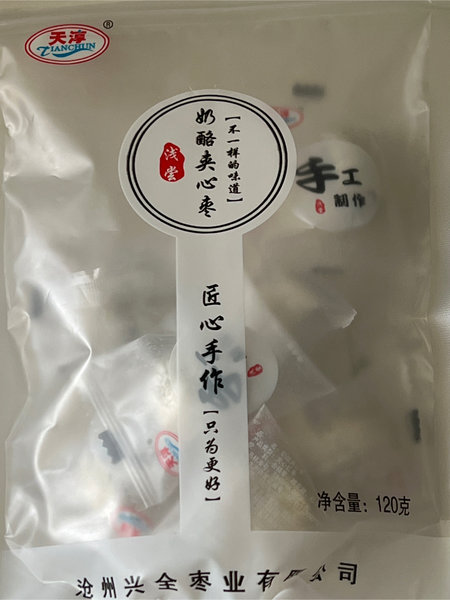 天淳®
TIANCHUN
【不一样的味道】
奶酪夹心枣
浅尝
手工
制作
匠心手作
【只为更好】
净含量：120克
沧州兴全枣业有限公司